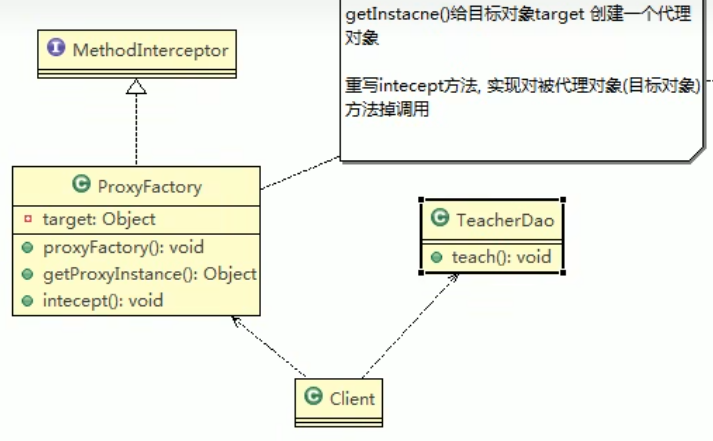 getInstacne()给目标对象target 创建一个代理
对象
重写intecept方法, 实现对被代理对象(目标对象)
方法掉调用
I MethodInterceptor
C ProxyFactory
target: Object
proxyFactory(): void
getProxyInstance(): Object
intecept(): void
C TeacherDao
teach(): void
C Client